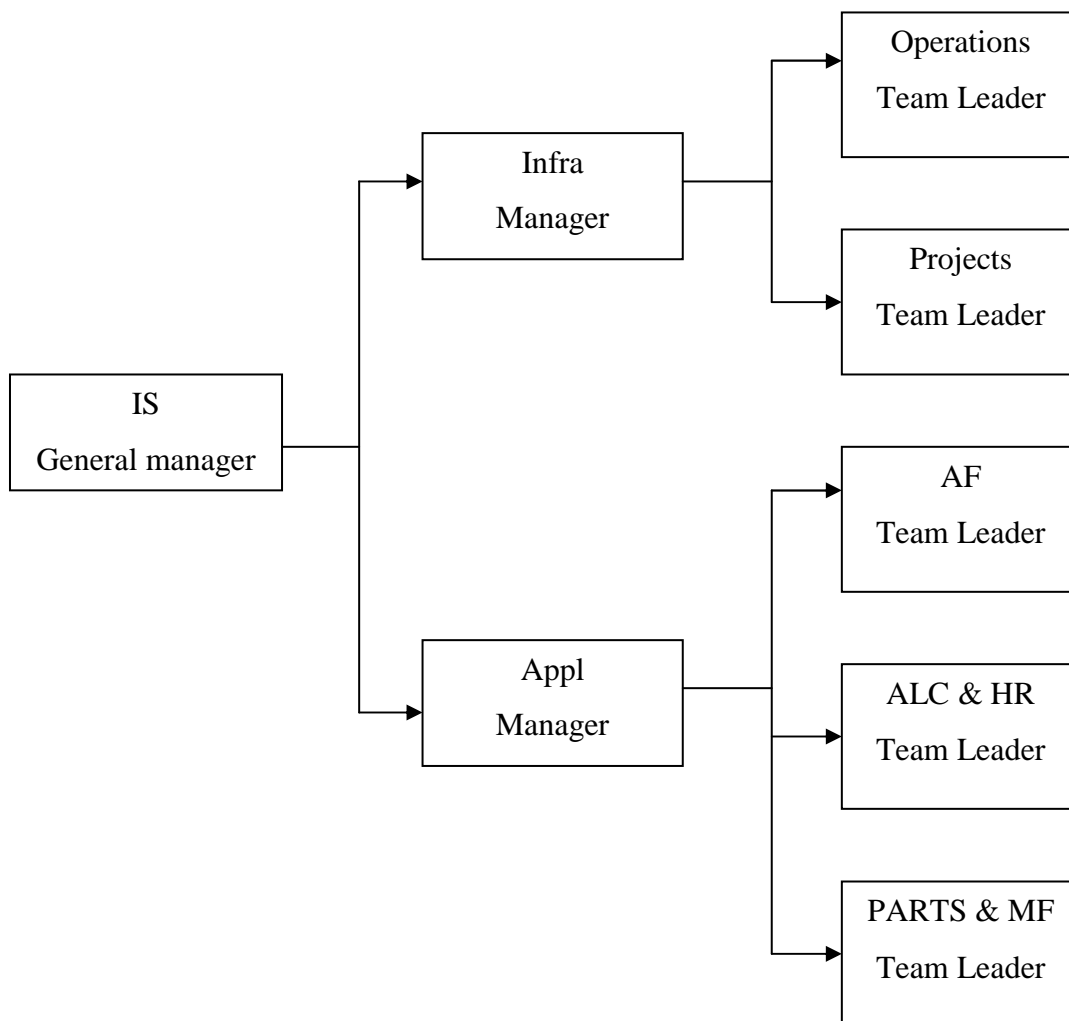 Operations
Team Leader
Infra
Manager
Projects
Team Leader
IS
General manager
AF
Team Leader
Appl
Manager
ALC & HR
Team Leader
PARTS & MF
Team Leader